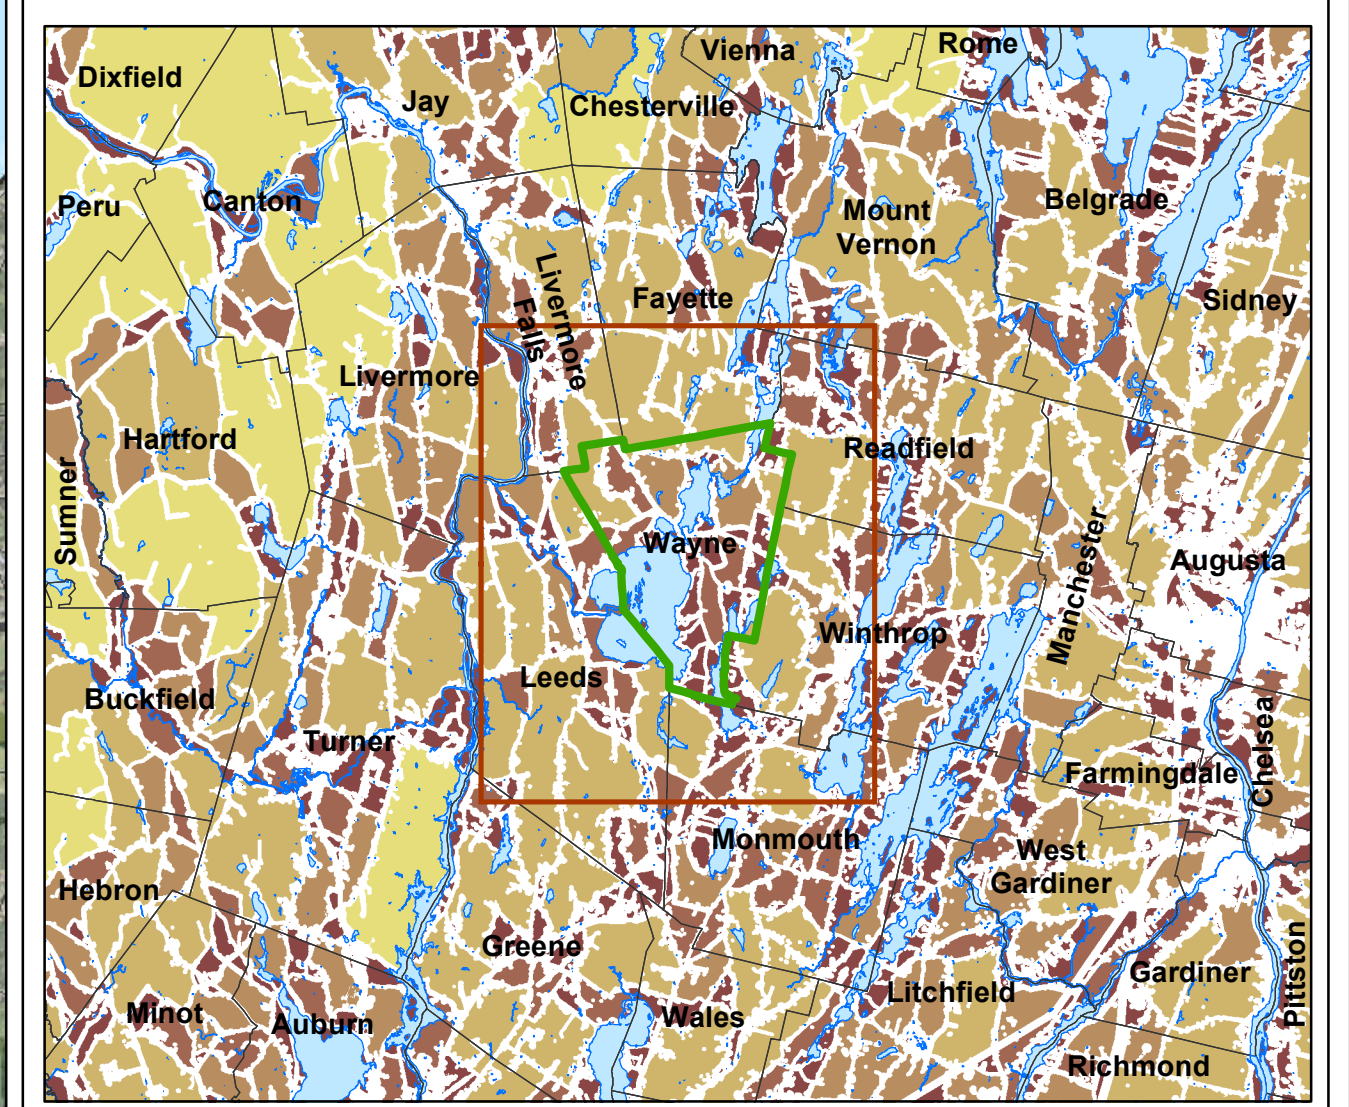 Vienna
Rome
Dixfield
Jay
Chesterville
Peru
Canton
Mount
Vernon
Belgrade
Livermore
Falls
Fayette
Sidney
Livermore
Hartford
Readfield
Sumner
Wayne
Manchester
Augusta
Winthrop
Leeds
Buckfield
Turner
Chelsea
Farmingdale
Monmouth
West
Gardiner
Hebron
Greene
Pittston
Gardiner
Litchfield
Minot
Auburn
Wales
Richmond